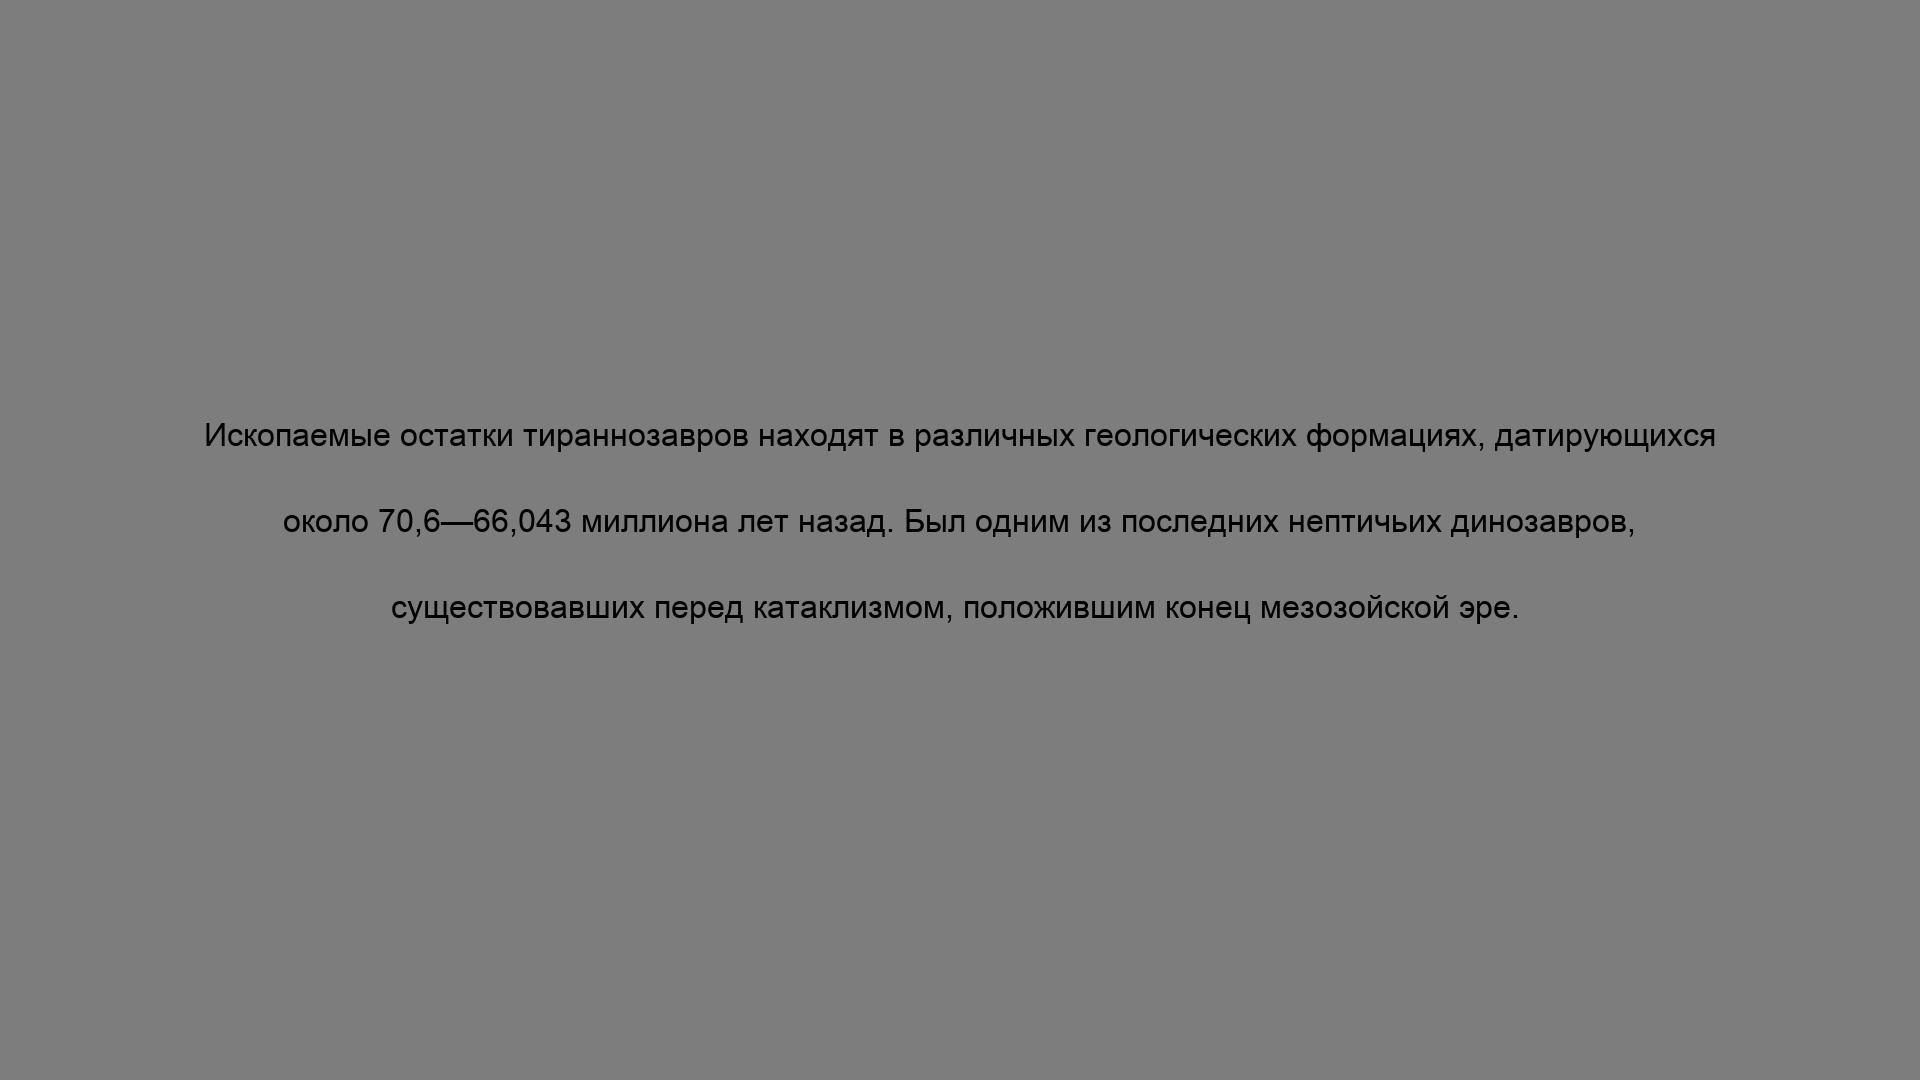 Ископаемые остатки тираннозавров находят в различных геологических формациях, датирующихся
около 70,6—66,043 миллиона лет назад. Был одним из последних нептичьих динозавров,
существовавших перед катаклизмом, положившим конец мезозойской эре.